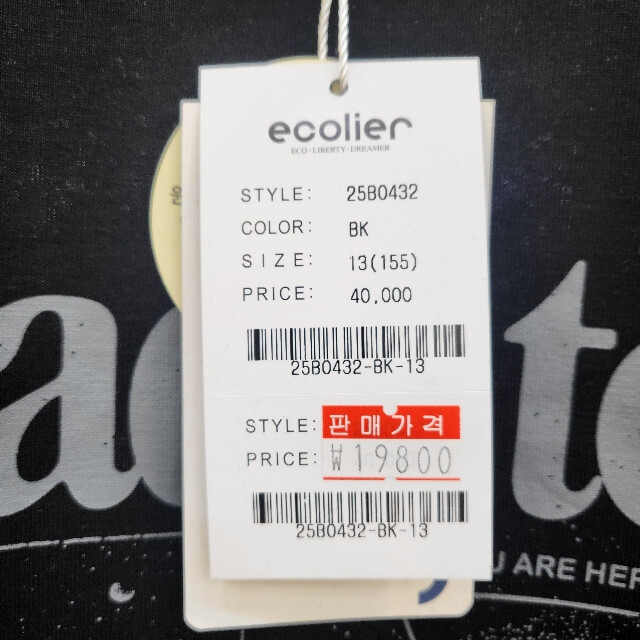 ecolier
ECO · LIBERTY · DREAMER
STYLE: 25B0432
COLOR: BK
SIZE: 13(155)
PRICE: 40,000
25B0432-BK-13
STYLE: 판매가격
PRICE: ₩19800
25B0432-BK-13
to
ARE HER